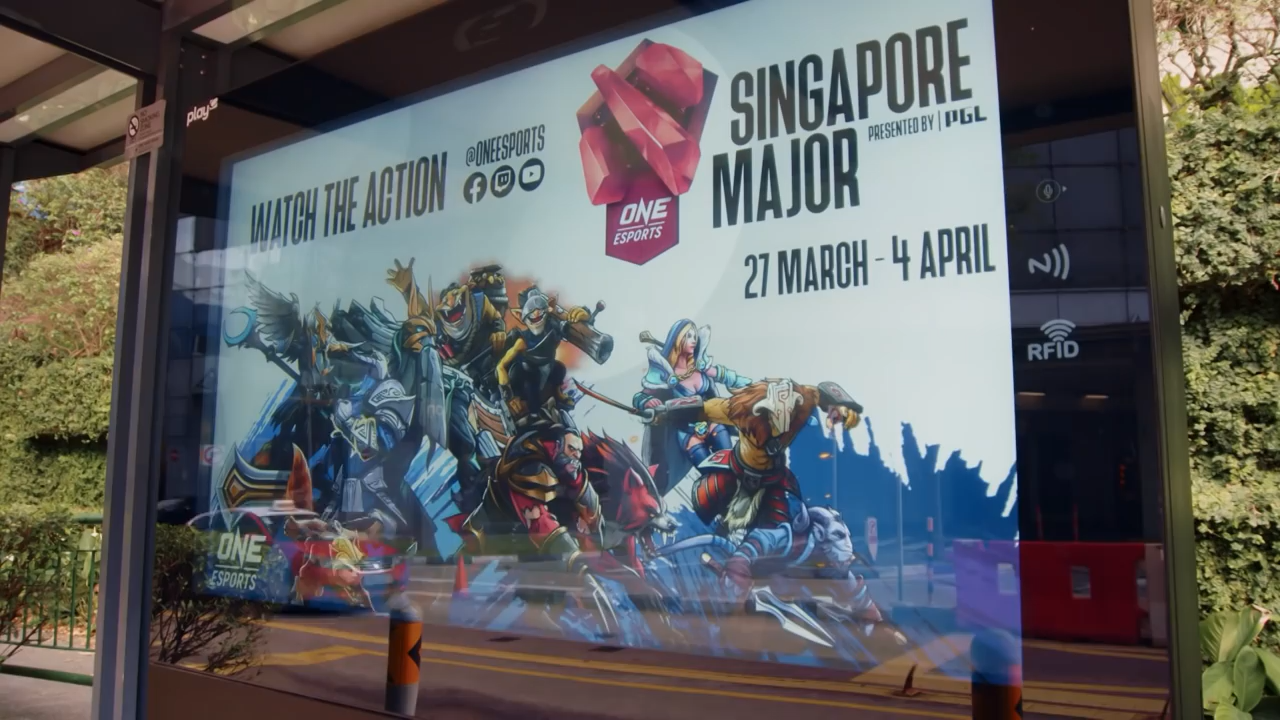 play
WATCH THE ACTION
@ONEESPORTS
ONE
ESPORTS
SINGAPORE
MAJOR
PRESENTED BY | PGL
27 MARCH - 4 APRIL
RFID
ONE
ESPORTS